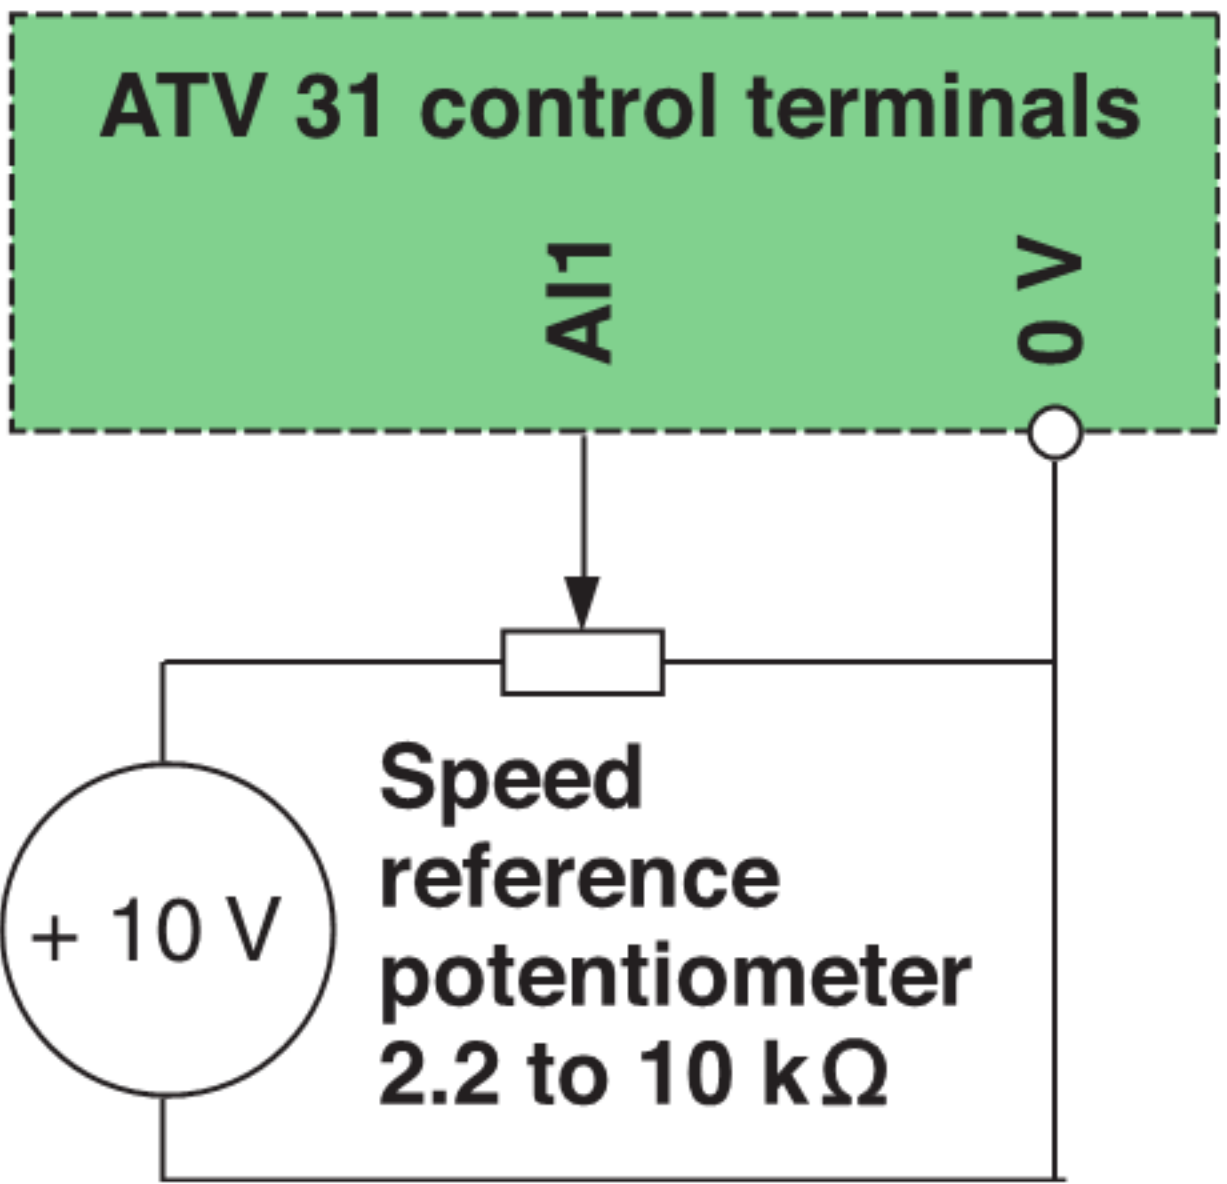 ATV 31 control terminals
AI1
0 V
+ 10 V
Speed
reference
potentiometer
2.2 to 10 kΩ